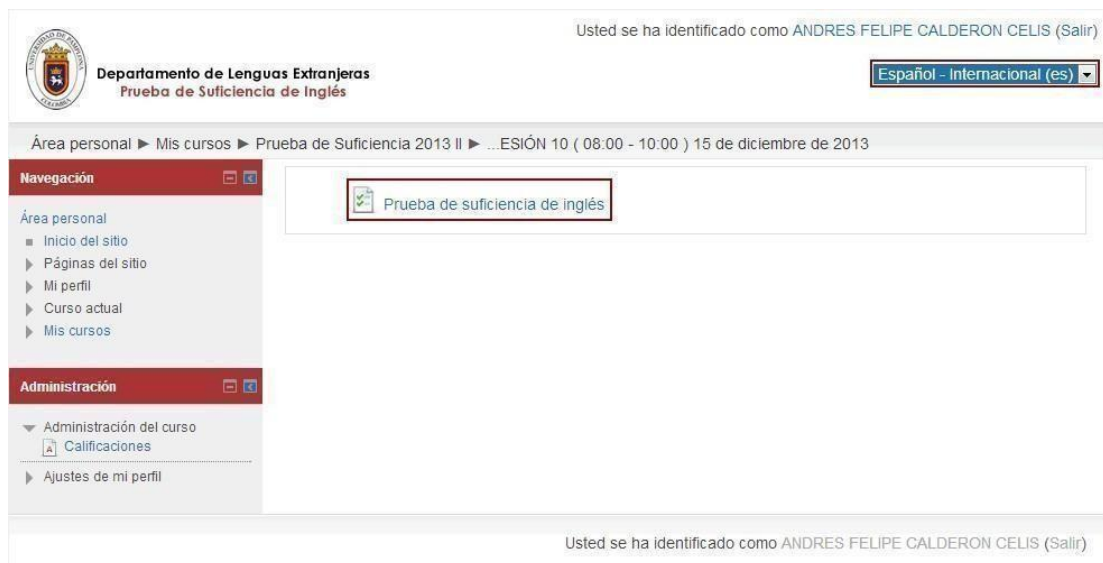 Usted se ha identificado como ANDRES FELIPE CALDERON CELIS (Salir)
Departamento de Lenguas Extranjeras
Prueba de Suficiencia de Inglés
Español - Internacional (es)
Área personal ► Mis cursos ► Prueba de Suficiencia 2013 II ► ...ESIÓN 10 ( 08:00 - 10:00 ) 15 de diciembre de 2013
Navegación
Área personal
Inicio del sitio
Páginas del sitio
Mi perfil
Curso actual
Mis cursos
Prueba de suficiencia de inglés
Administración
Administración del curso
Calificaciones
Ajustes de mi perfil
Usted se ha identificado como ANDRES FELIPE CALDERON CELIS (Salir)